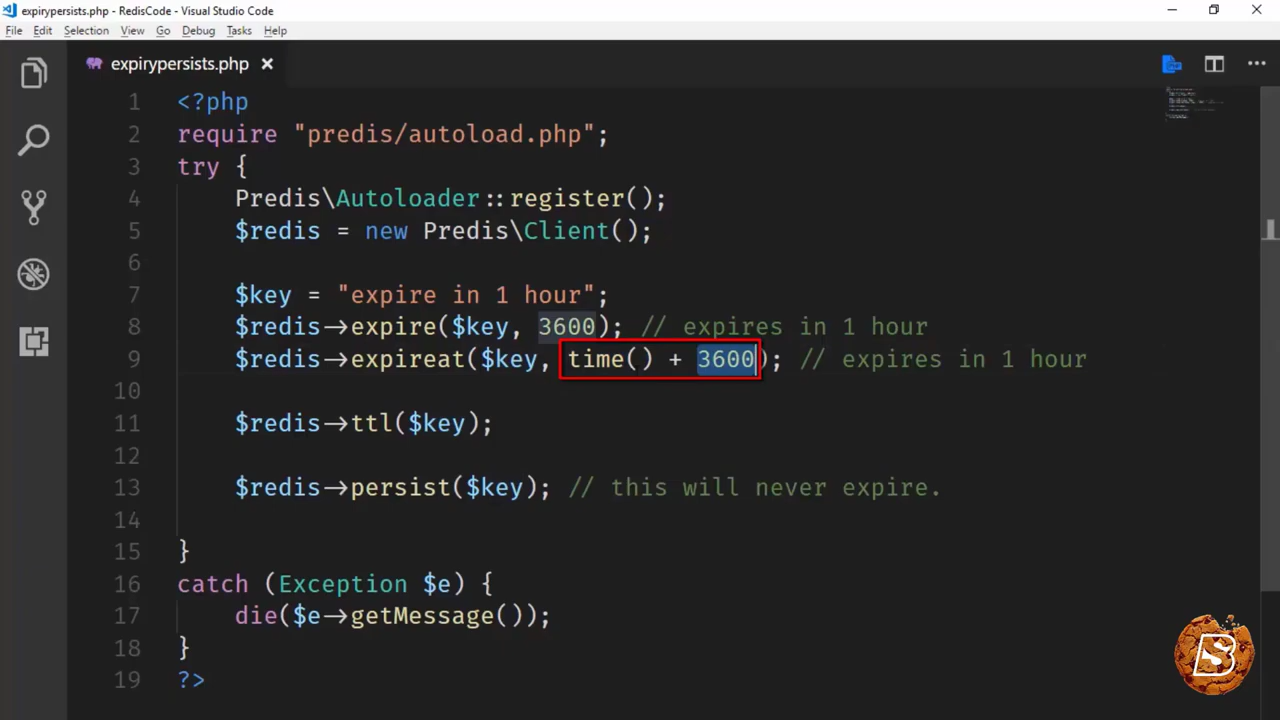 expirypersists.php - RedisCode - Visual Studio Code
File Edit Selection View Go Debug Tasks Help
expirypersists.php
1 <?php
2 require "predis/autoload.php";
3 try {
4 Predis\Autoloader::register();
5 $redis = new Predis\Client();
6
7 $key = "expire in 1 hour";
8 $redis->expire($key, 3600); // expires in 1 hour
9 $redis->expireat($key, time() + 3600); // expires in 1 hour
10
11 $redis->ttl($key);
12
13 $redis->persist($key); // this will never expire.
14
15 }
16 catch (Exception $e) {
17 die($e->getMessage());
18 }
19 ?>